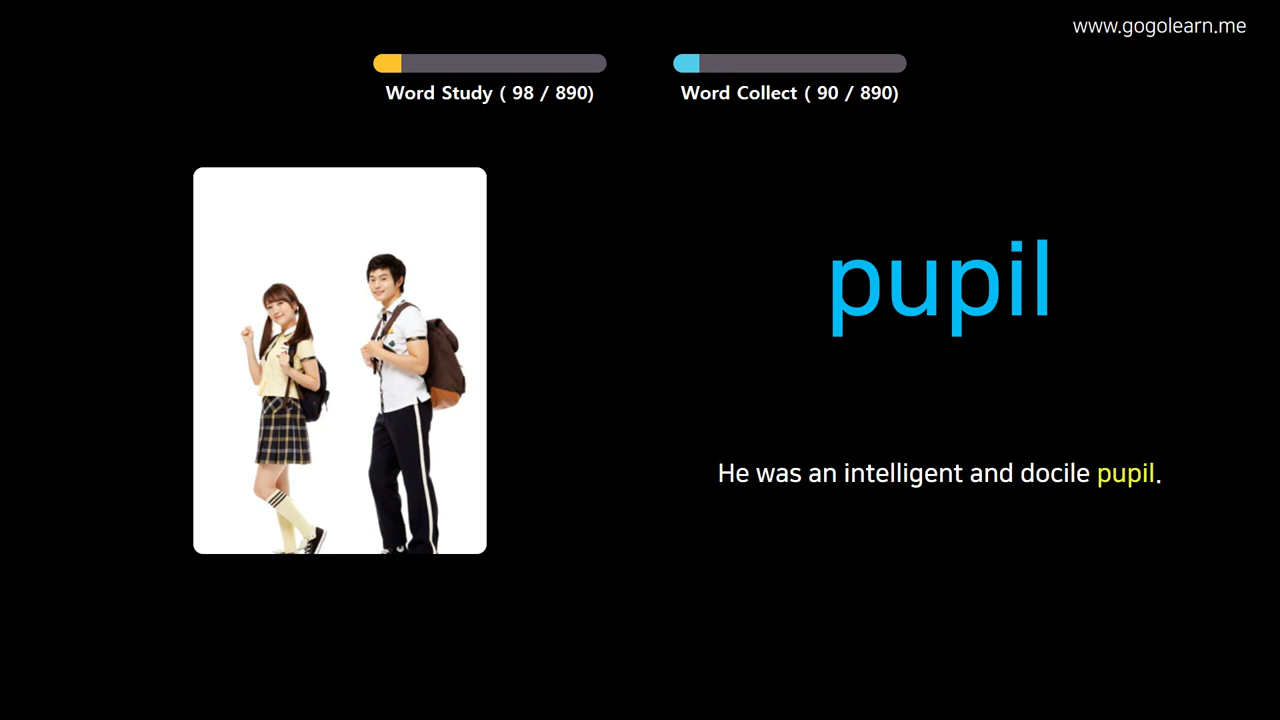 www.gogolearn.me
Word Study ( 98 / 890)
Word Collect ( 90 / 890)
pupil
He was an intelligent and docile pupil.